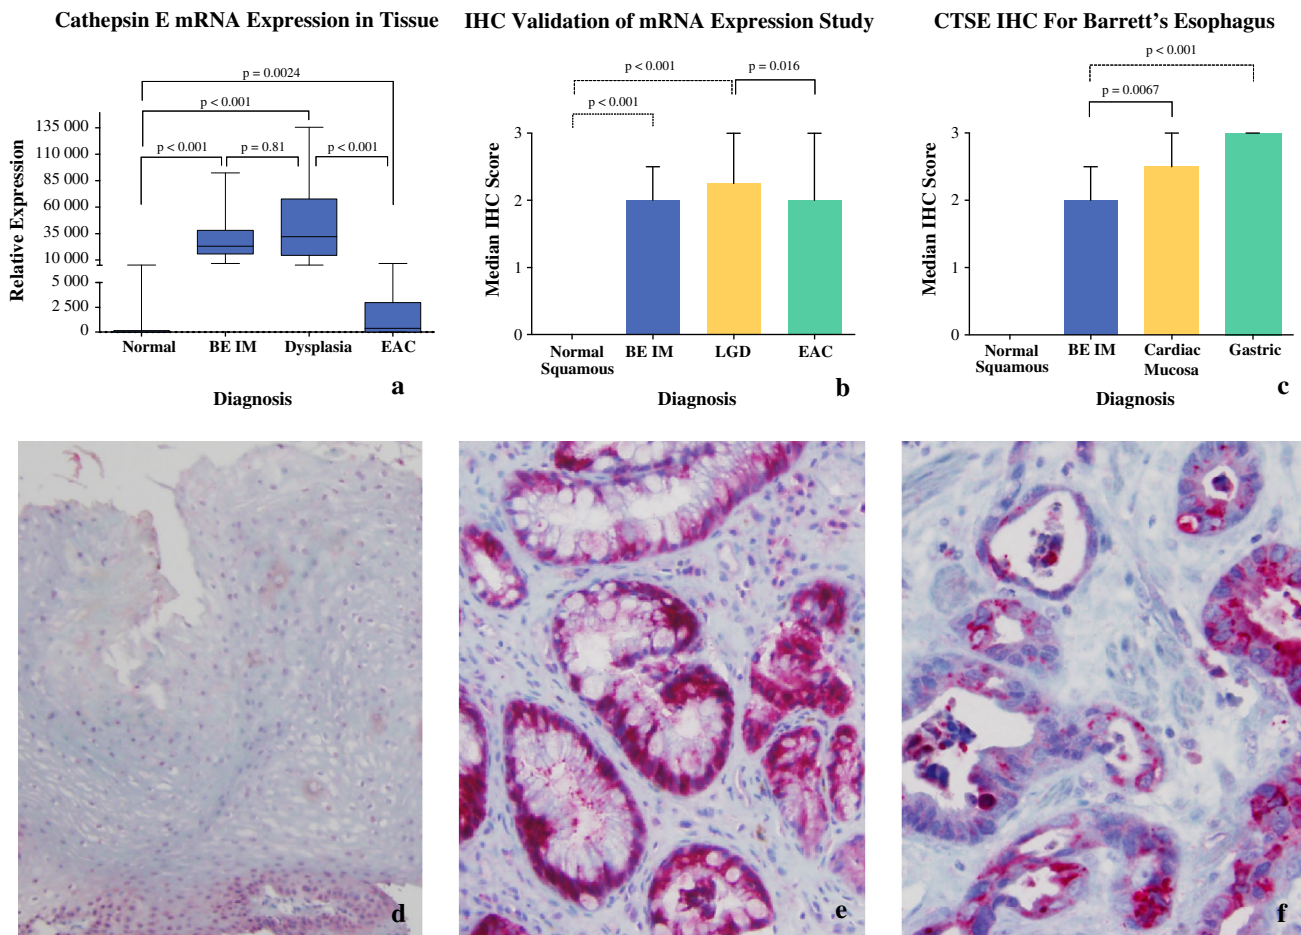 Cathepsin E mRNA Expression in Tissue
p = 0.0024
p < 0.001
p < 0.001
p = 0.81
p < 0.001
Relative Expression
135 000
110 000
85 000
60 000
35 000
10 000
5 000
2 500
0
Normal
BE IM
Dysplasia
EAC
Diagnosis
a
IHC Validation of mRNA Expression Study
p < 0.001
p = 0.016
p < 0.001
Median IHC Score
3
2
1
0
Normal
Squamous
BE IM
LGD
EAC
Diagnosis
b
CTSE IHC For Barrett's Esophagus
p < 0.001
p = 0.0067
Median IHC Score
3
2
1
0
Normal
Squamous
BE IM
Cardiac
Mucosa
Gastric
Diagnosis
c
d
e
f